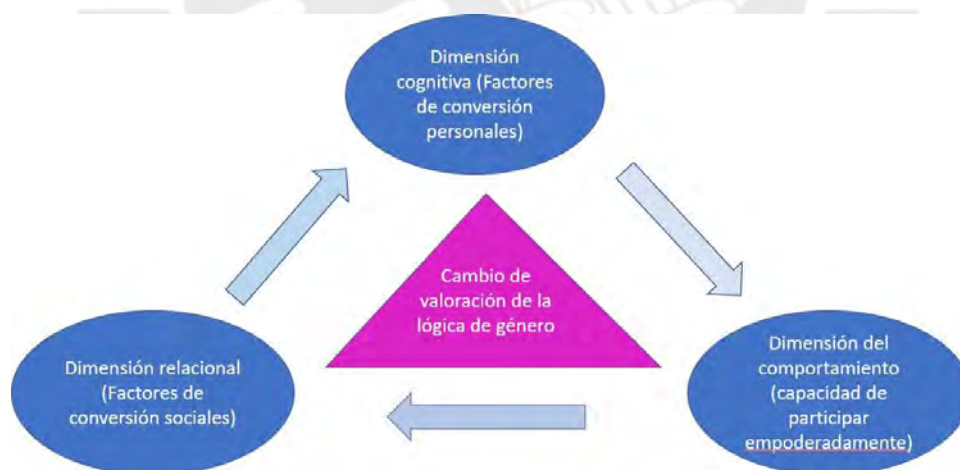 Dimensión
cognitiva (Factores
de conversión
personales)
Cambio de
valoración de la
lógica de género
Dimensión relacional
(Factores de
conversión sociales)
Dimensión del
comportamiento
(capacidad de
participar
empoderadamente)